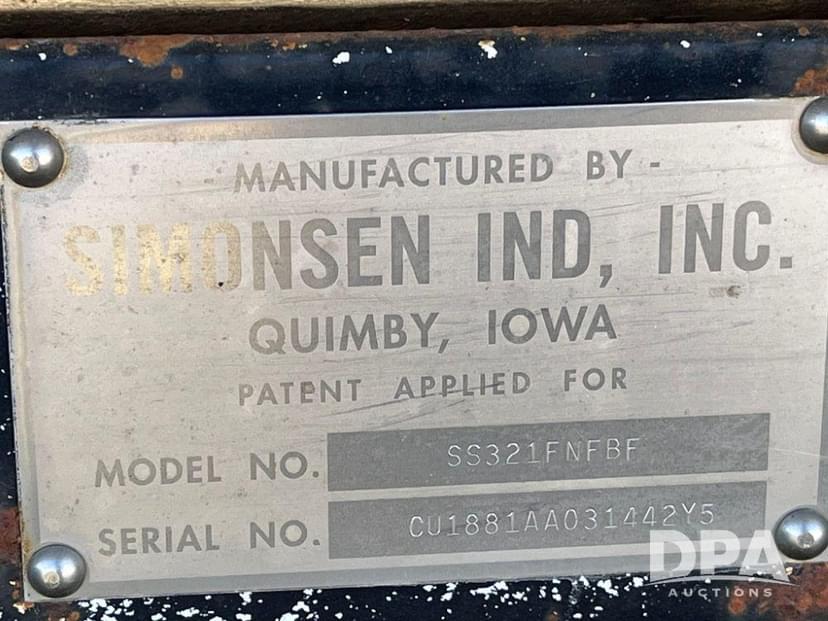 - MANUFACTURED BY -
SIMONSEN IND, INC.
QUIMBY, IOWA
PATENT APPLIED FOR
MODEL NO. SS321FNFBF
SERIAL NO. CU1881AA031442Y5
DPA
AUCTIONS